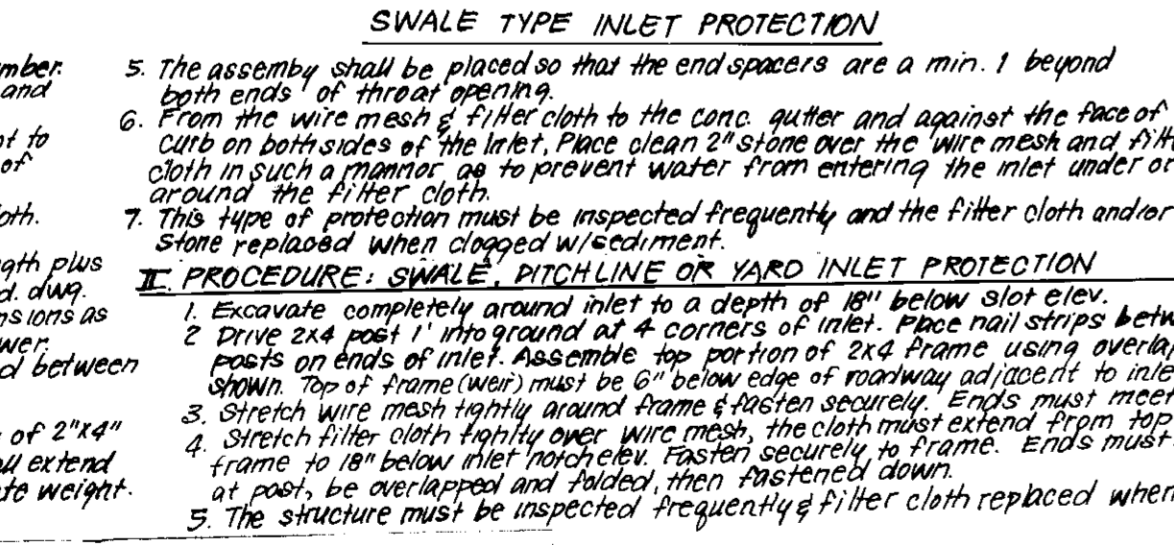 SWALE TYPE INLET PROTECTION
mber.
and
ot to
of
oth.
gth plus
d. dwg.
ns ions as
wer.
d between
of 2"x4"
ll extend
te weight.
5. The assemby shall be placed so that the end spacers are a min. 1 beyond
both ends of throat opening.
6. From the wire mesh & filter cloth to the conc. gutter and against the face of
curb on both sides of the Inlet. Place clean 2" stone over the wire mesh and filt
cloth in such a mannor as to prevent water from entering the inlet under or
around the filter cloth.
7. This type of protection must be inspected frequently and the filter cloth and/or
stone replaced when clogged w/sediment.
II. PROCEDURE: SWALE, DITCHLINE OR YARD INLET PROTECTION
1. Excavate completely around inlet to a depth of 18" below slot elev.
2 Drive 2x4 post 1' into ground at 4 corners of inlet. Place nail strips betw
posts on ends of inlet. Assemble top portion of 2x4 frame using overla
shown. Top of frame (weir) must be 6" below edge of roadway adjacent to inle
3. Stretch wire mesh tightly around frame & fasten securely. Ends must meet
4. Stretch filter cloth tightly over wire mesh, the cloth must extend from top
frame to 18" below inlet notch elev. Fasten securely to frame. Ends must
at post, be overlapped and folded, then fastened down.
5. The structure must be inspected frequently & filter cloth replaced when